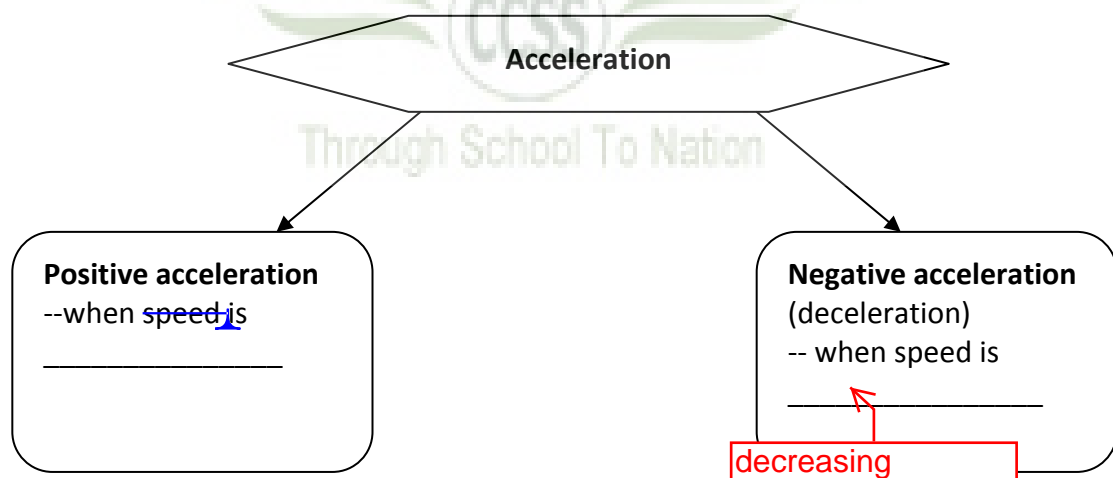 CCSS
Acceleration
Through School To Nation
Positive acceleration
--when speed is
_______________
Negative acceleration
(deceleration)
-- when speed is
________________
decreasing